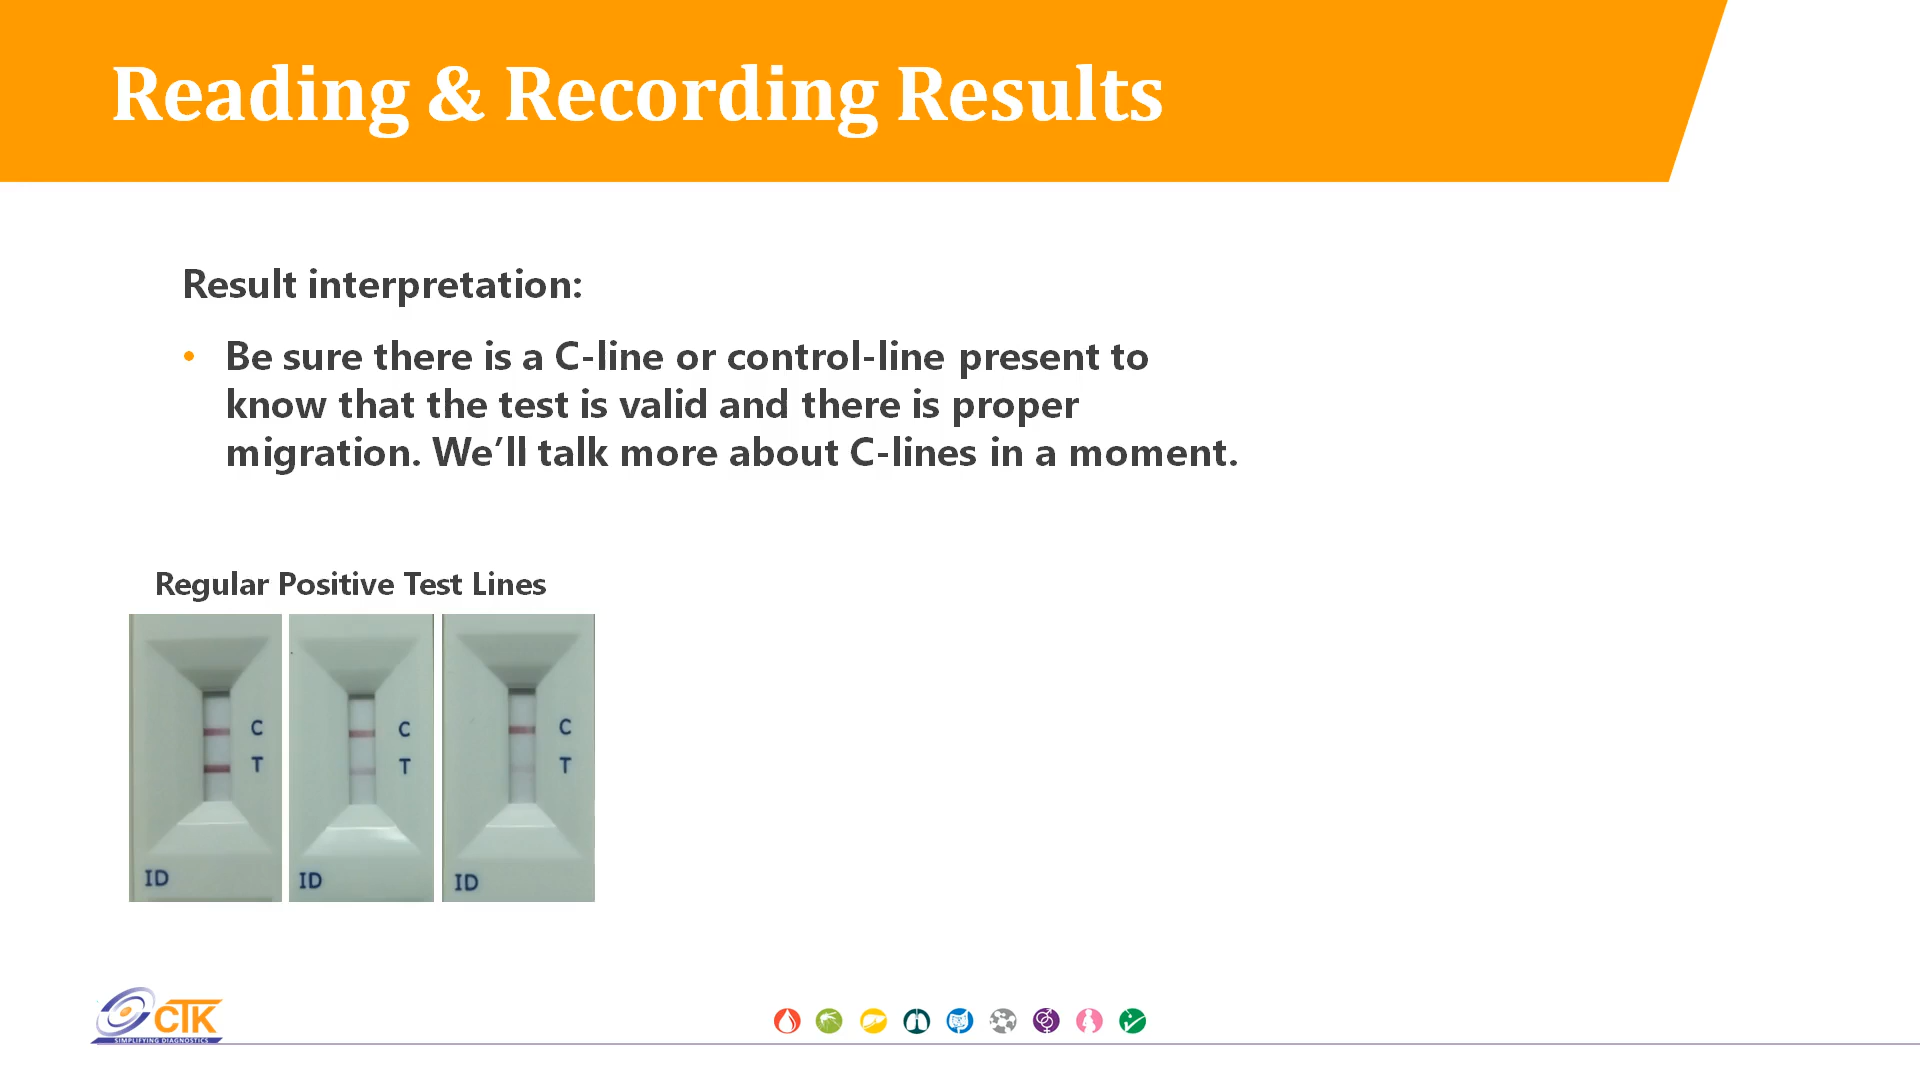 Reading & Recording Results
Result interpretation:
• Be sure there is a C-line or control-line present to
know that the test is valid and there is proper
migration. We’ll talk more about C-lines in a moment.
Regular Positive Test Lines
C
T
ID
C
T
ID
C
T
ID
CTK
SIMPLIFYING DIAGNOSTICS